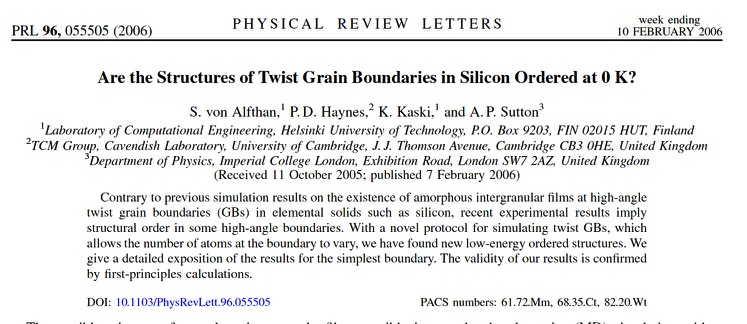 PRL 96, 055505 (2006)
PHYSICAL REVIEW LETTERS
week ending
10 FEBRUARY 2006
Are the Structures of Twist Grain Boundaries in Silicon Ordered at 0 K?
S. von Alfthan,1 P. D. Haynes,2 K. Kaski,1 and A. P. Sutton3
1Laboratory of Computational Engineering, Helsinki University of Technology, P.O. Box 9203, FIN 02015 HUT, Finland
2TCM Group, Cavendish Laboratory, University of Cambridge, J. J. Thomson Avenue, Cambridge CB3 0HE, United Kingdom
3Department of Physics, Imperial College London, Exhibition Road, London SW7 2AZ, United Kingdom
(Received 11 October 2005; published 7 February 2006)
Contrary to previous simulation results on the existence of amorphous intergranular films at high-angle
twist grain boundaries (GBs) in elemental solids such as silicon, recent experimental results imply
structural order in some high-angle boundaries. With a novel protocol for simulating twist GBs, which
allows the number of atoms at the boundary to vary, we have found new low-energy ordered structures. We
give a detailed exposition of the results for the simplest boundary. The validity of our results is confirmed
by first-principles calculations.
DOI: 10.1103/PhysRevLett.96.055505
PACS numbers: 61.72.Mm, 68.35.Ct, 82.20.Wt